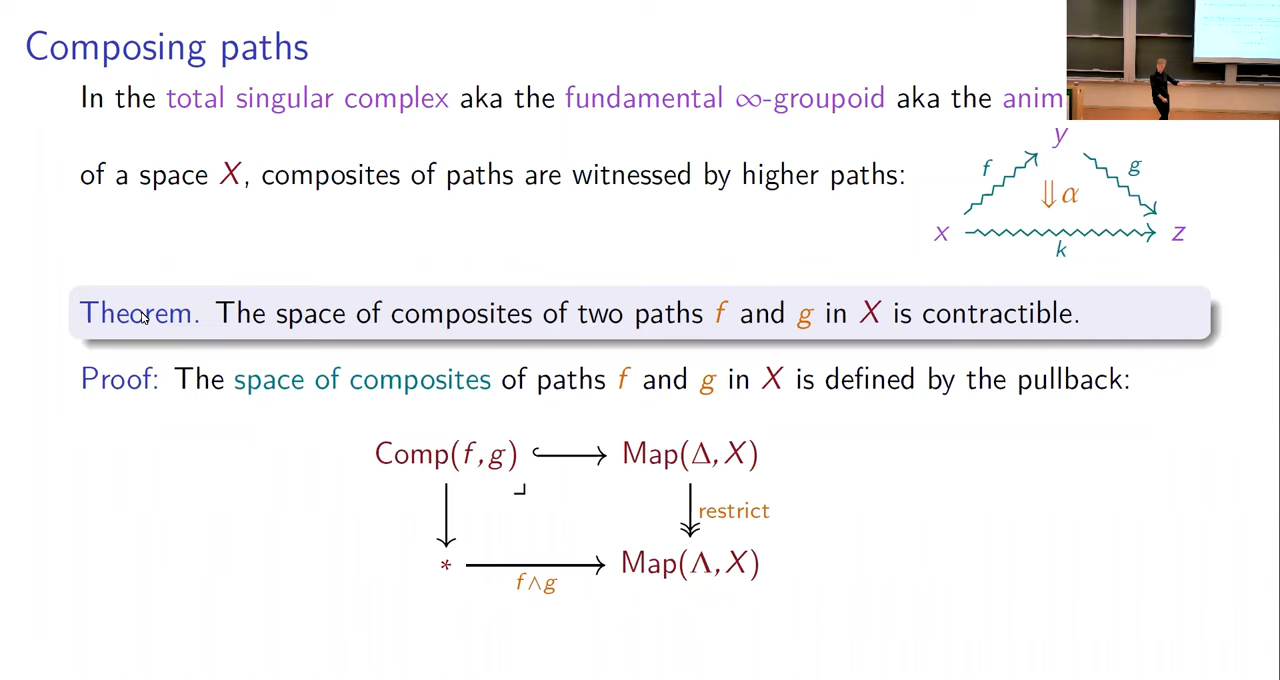 Composing paths
In the total singular complex aka the fundamental ∞-groupoid aka the anim
of a space X, composites of paths are witnessed by higher paths:
y
f
g
⇓α
x
z
k
Theorem. The space of composites of two paths f and g in X is contractible.
Proof: The space of composites of paths f and g in X is defined by the pullback:
Comp(f,g) Map(Δ, X)
restrict
* Map(Λ, X)
f∧g